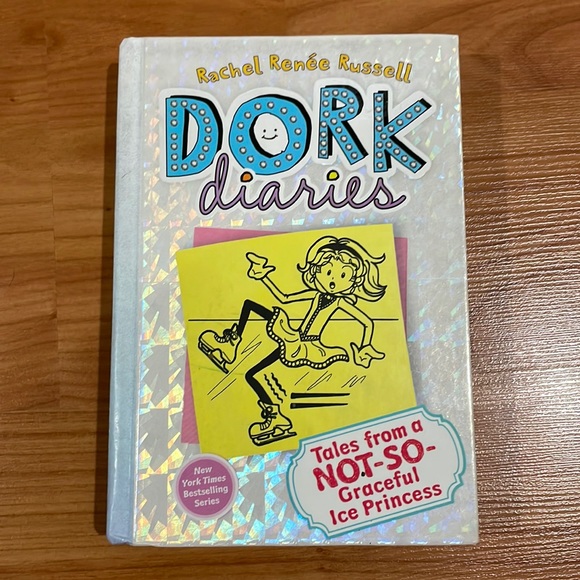 Rachel Renée Russell
DORK
diaries
Tales from a
NOT-SO-
Graceful
Ice Princess
New
York Times
Bestselling
Series